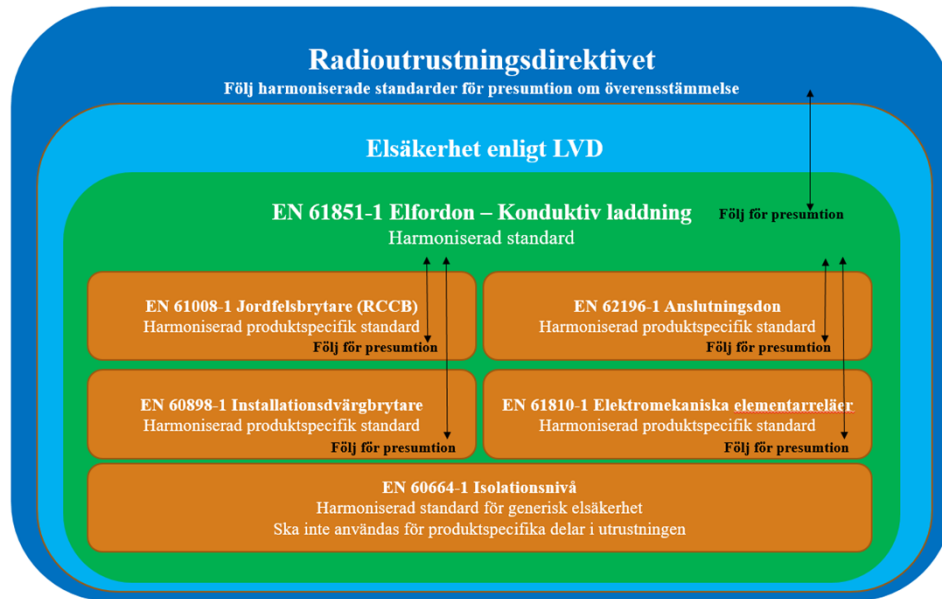 Radioutrustningsdirektivet
Följ harmoniserade standarder för presumtion om överensstämmelse
Elsäkerhet enligt LVD
EN 61851-1 Elfordon – Konduktiv laddning
Följ för presumtion
Harmoniserad standard
EN 61008-1 Jordfelsbrytare (RCCB)
Harmoniserad produktspecifik standard
Följ för presumtion
EN 62196-1 Anslutningsdon
Harmoniserad produktspecifik standard
Följ för presumtion
EN 60898-1 Installationsdvärgbrytare
Harmoniserad produktspecifik standard
Följ för presumtion
EN 61810-1 Elektromekaniska elementarreläer
Harmoniserad produktspecifik standard
Följ för presumtion
EN 60664-1 Isolationsnivå
Harmoniserad standard för generisk elsäkerhet
Ska inte användas för produktspecifika delar i utrustningen